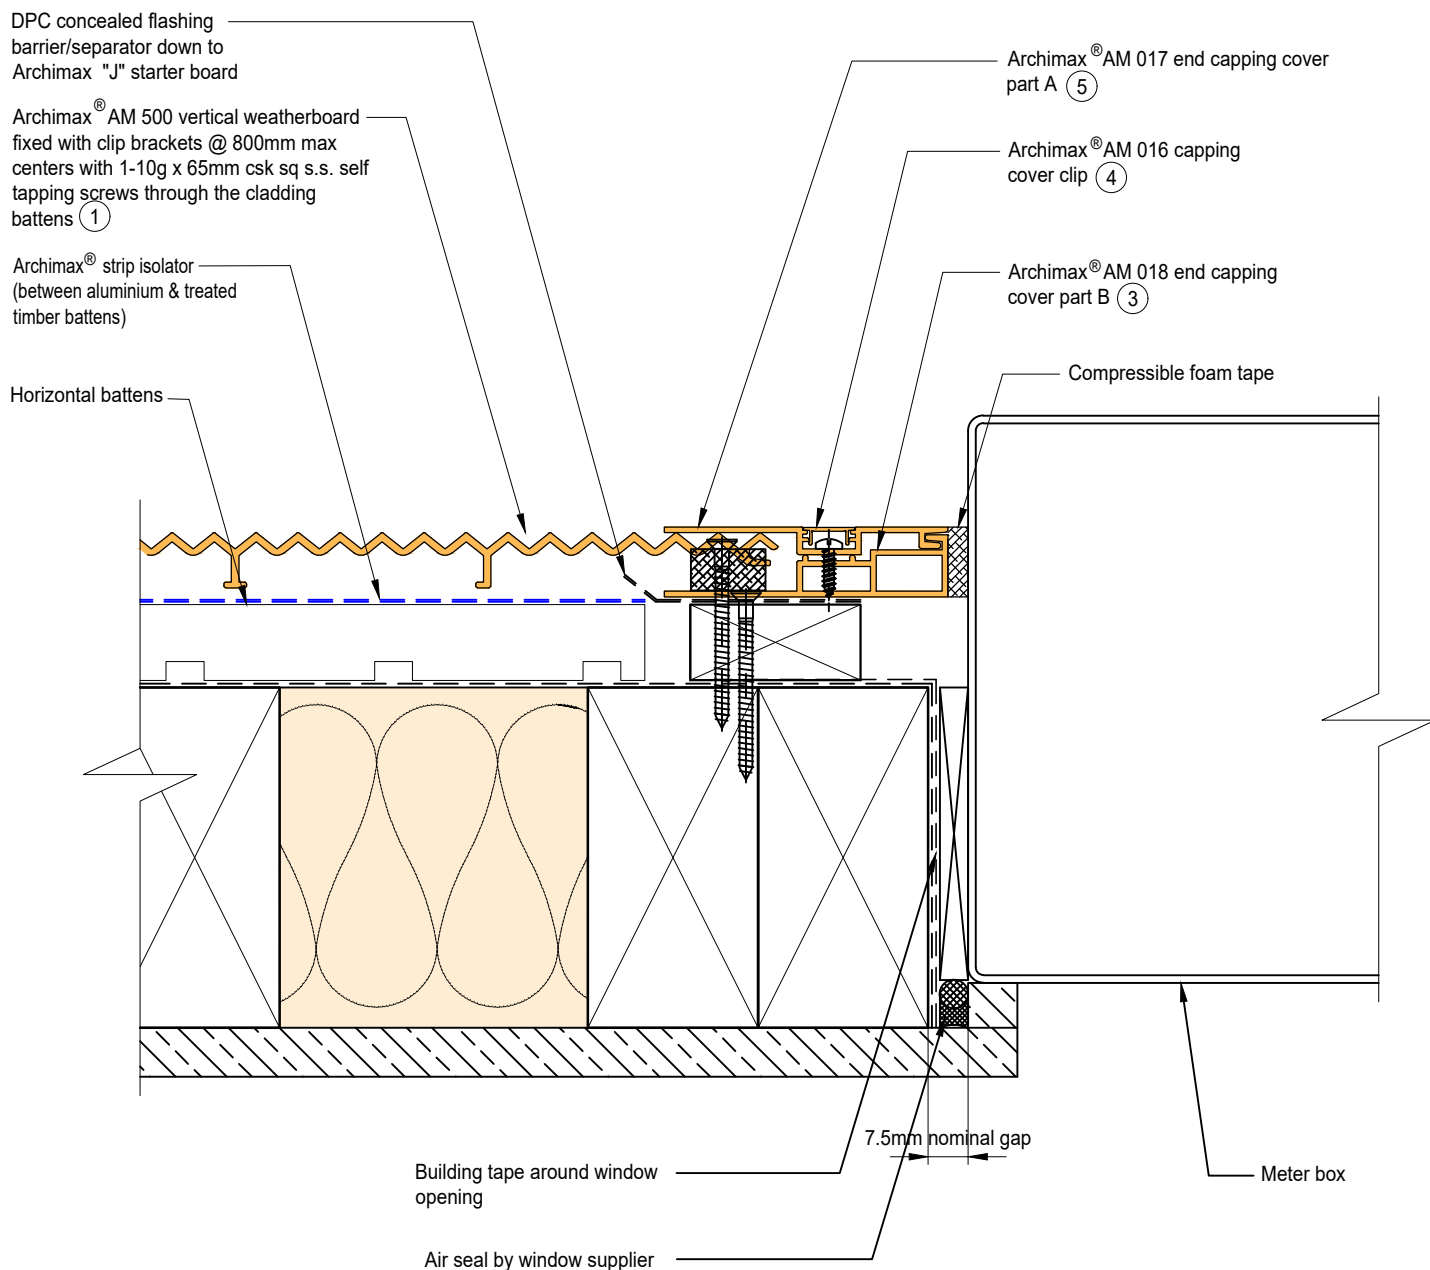 DPC concealed flashing
barrier/separator down to
Archimax "J" starter board
Archimax® AM 500 vertical weatherboard
fixed with clip brackets @ 800mm max
centers with 1-10g x 65mm csk sq s.s. self
tapping screws through the cladding
battens 1
Archimax® strip isolator
(between aluminium & treated
timber battens)
Horizontal battens
Archimax® AM 017 end capping cover
part A 5
Archimax® AM 016 capping
cover clip 4
Archimax® AM 018 end capping
cover part B 3
Compressible foam tape
7.5mm nominal gap
Building tape around window
opening
Air seal by window supplier
Meter box